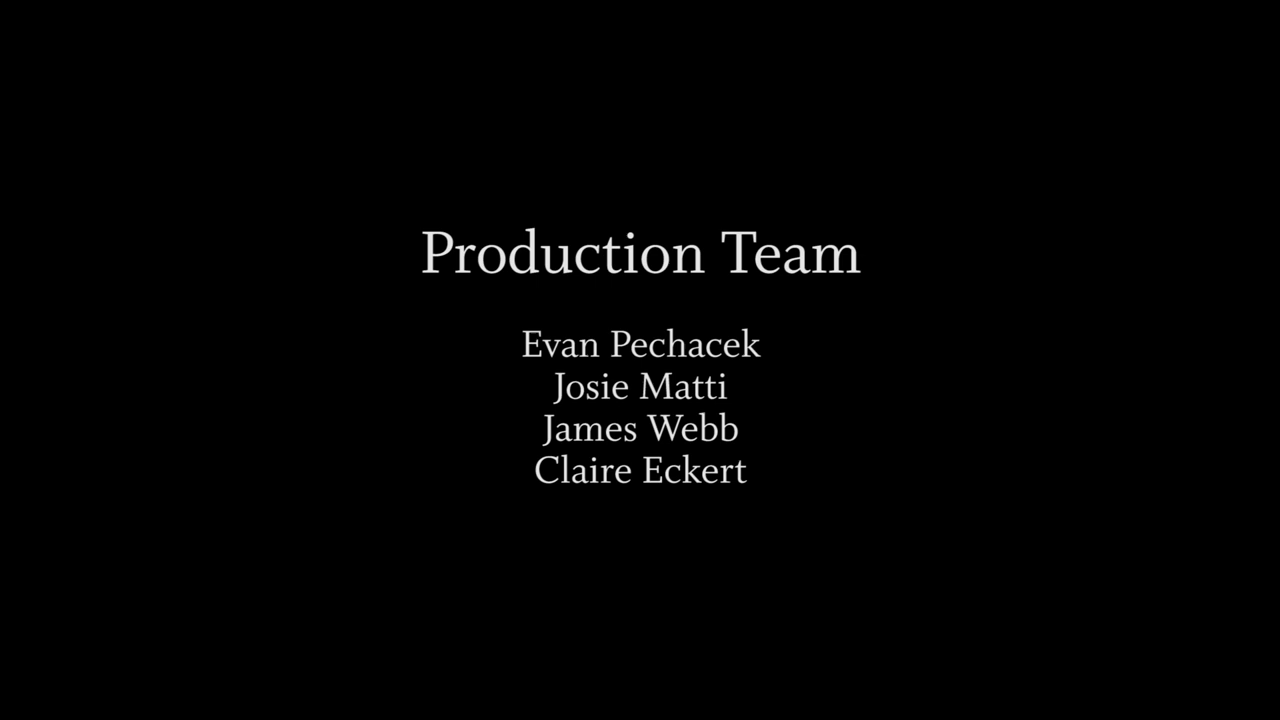 Production Team
Evan Pechacek
Josie Matti
James Webb
Claire Eckert